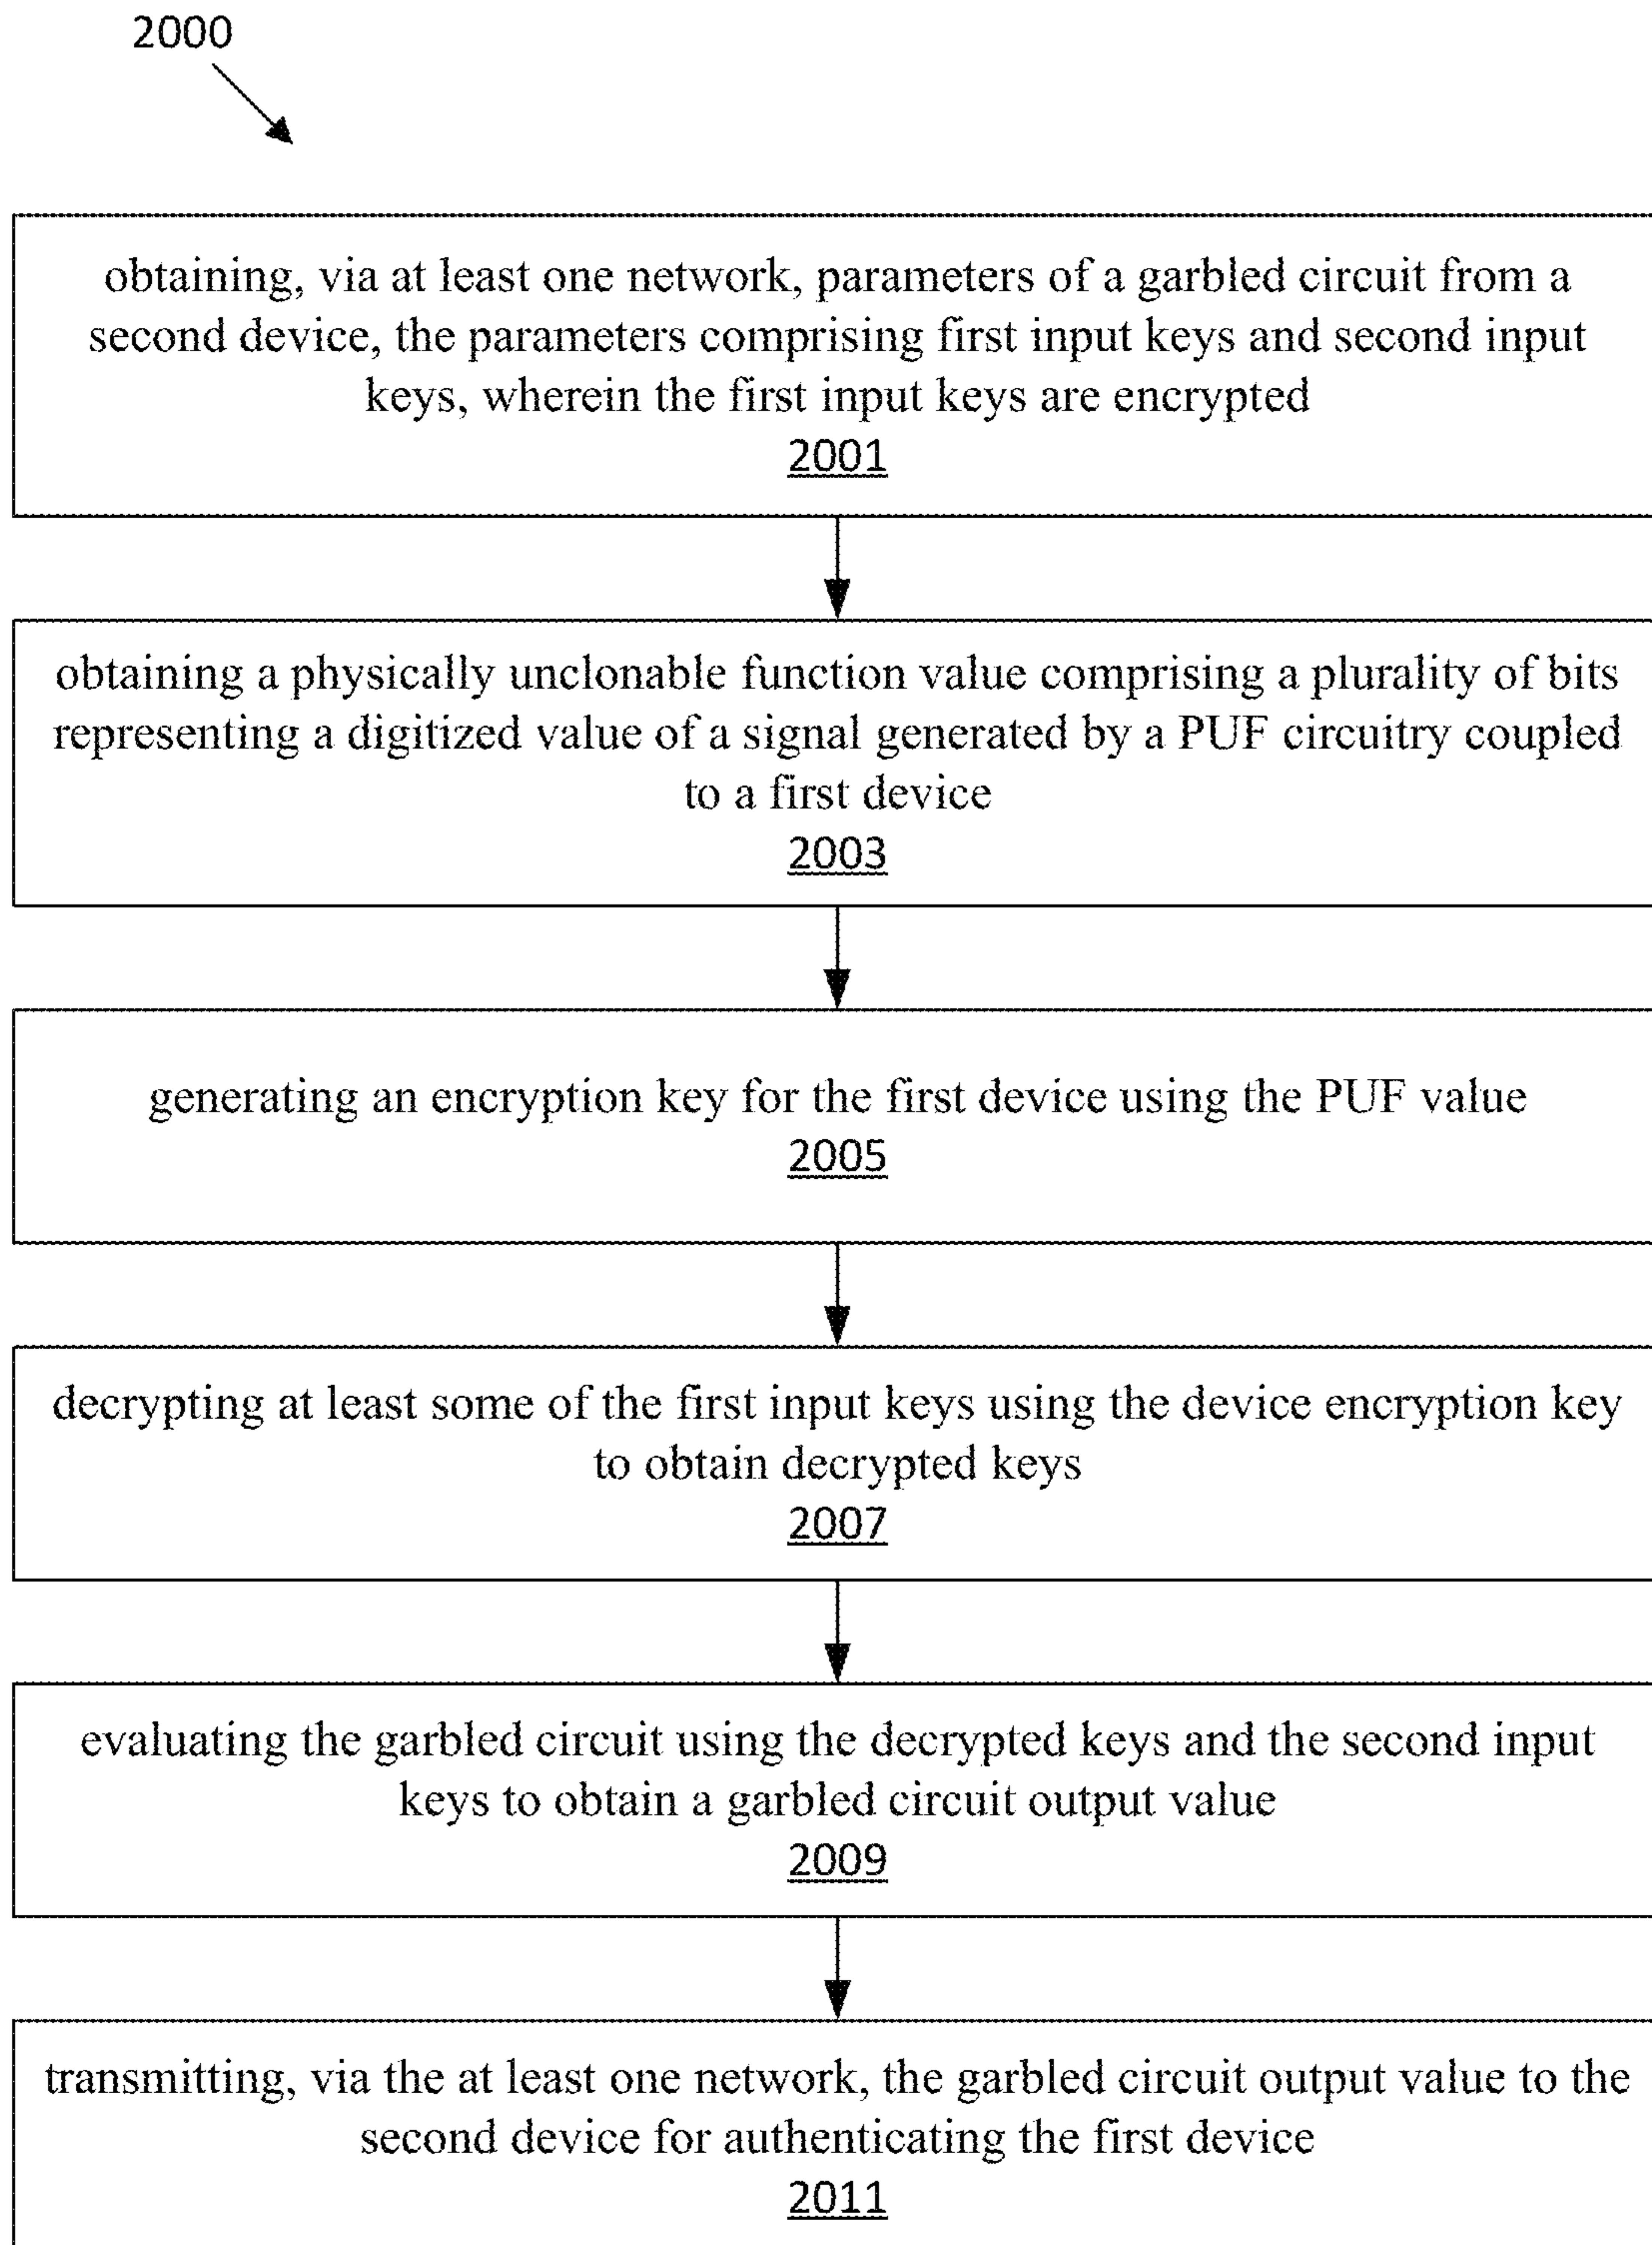 2000
obtaining, via at least one network, parameters of a garbled circuit from a
second device, the parameters comprising first input keys and second input
keys, wherein the first input keys are encrypted
2001
obtaining a physically unclonable function value comprising a plurality of bits
representing a digitized value of a signal generated by a PUF circuitry coupled
to a first device
2003
generating an encryption key for the first device using the PUF value
2005
decrypting at least some of the first input keys using the device encryption key
to obtain decrypted keys
2007
evaluating the garbled circuit using the decrypted keys and the second input
keys to obtain a garbled circuit output value
2009
transmitting, via the at least one network, the garbled circuit output value to the
second device for authenticating the first device
2011